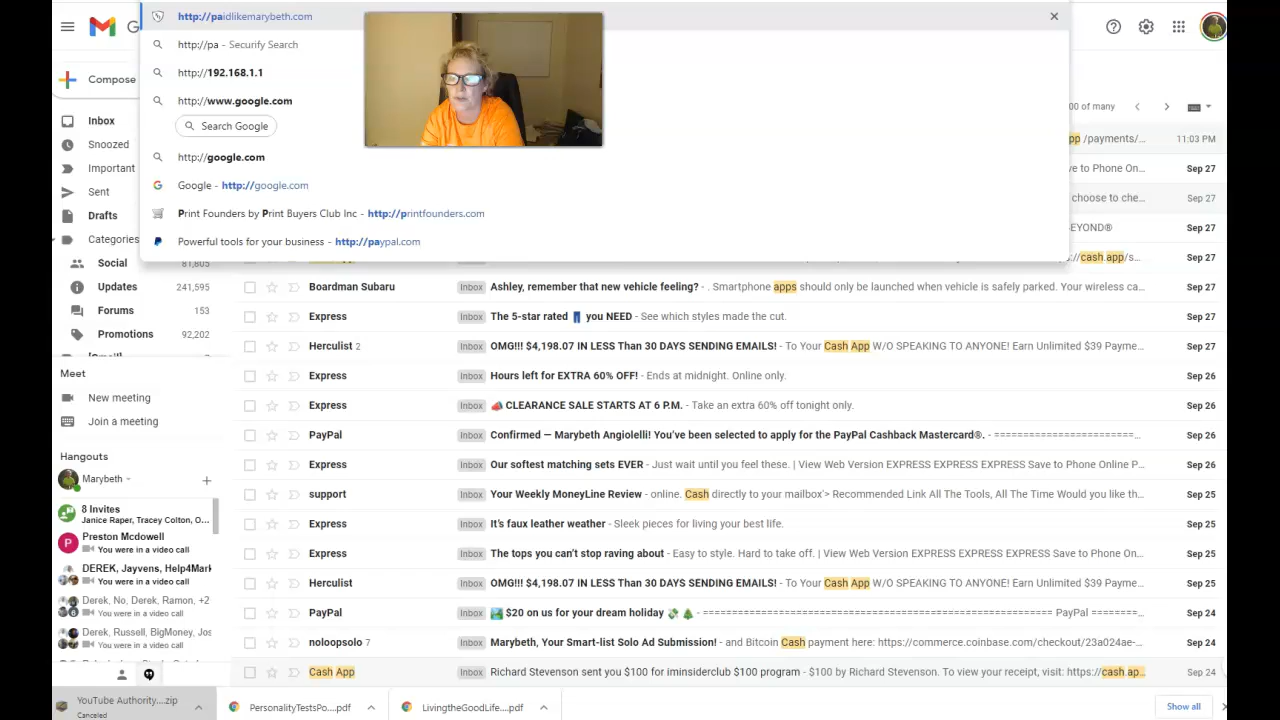 http://paidlikemarybeth.com
http://pa - Securify Search
http://192.168.1.1
http://www.google.com
Search Google
http://google.com
Google - http://google.com
Print Founders by Print Buyers Club Inc - http://printfounders.com
Powerful tools for your business - http://paypal.com
G
Compose
Inbox
Snoozed
Important
Sent
Drafts
Categories
Social 81,805
Updates 241,595
Forums 153
Promotions 92,202
Meet
New meeting
Join a meeting
Hangouts
Marybeth
8 Invites
Janice Raper, Tracey Colton, O...
Preston Mcdowell
You were in a video call
DEREK, Jayvens, Help4Mark
You were in a video call
Derek, No, Derek, Ramon, +2
You were in a video call
Derek, Russell, BigMoney, Jos
You were in a video call
00 of many
app /payments/... 11:03 PM
ve to Phone On... Sep 27
choose to che... Sep 27
-BEYOND® Sep 27
://cash.app/s... Sep 27
Boardman Subaru Inbox Ashley, remember that new vehicle feeling? - . Smartphone apps should only be launched when vehicle is safely parked. Your wireless ca... Sep 27
Express Inbox The 5-star rated 👖 you NEED - See which styles made the cut. Sep 27
Herculist 2 Inbox OMG!!! $4,198.07 IN LESS Than 30 DAYS SENDING EMAILS! - To Your Cash App W/O SPEAKING TO ANYONE! Earn Unlimited $39 Payme... Sep 27
Express Inbox Hours left for EXTRA 60% OFF! - Ends at midnight. Online only. Sep 26
Express Inbox 📣 CLEARANCE SALE STARTS AT 6 P.M. - Take an extra 60% off tonight only. Sep 26
PayPal Inbox Confirmed — Marybeth Angiolelli! You've been selected to apply for the PayPal Cashback Mastercard®. - =======================... Sep 26
Express Inbox Our softest matching sets EVER - Just wait until you feel these. | View Web Version EXPRESS EXPRESS EXPRESS Save to Phone Online P... Sep 26
support Inbox Your Weekly MoneyLine Review - online. Cash directly to your mailbox'> Recommended Link All The Tools, All The Time Would you like th... Sep 25
Express Inbox It's faux leather weather - Sleek pieces for living your best life. Sep 25
Express Inbox The tops you can't stop raving about - Easy to style. Hard to take off. | View Web Version EXPRESS EXPRESS EXPRESS Save to Phone On... Sep 25
Herculist Inbox OMG!!! $4,198.07 IN LESS Than 30 DAYS SENDING EMAILS! - To Your Cash App W/O SPEAKING TO ANYONE! Earn Unlimited $39 Payme... Sep 25
PayPal Inbox 🏞️ $20 on us for your dream holiday 💸 🎄 - ================================================== PayPal ========... Sep 24
noloopsolo 7 Inbox Marybeth, Your Smart-list Solo Ad Submission! - and Bitcoin Cash payment here: https://commerce.coinbase.com/checkout/23a024ae-... Sep 24
Cash App Inbox Richard Stevenson sent you $100 for iminsiderclub $100 program - $100 by Richard Stevenson. To view your receipt, visit: https://cash.ap... Sep 24
YouTube Authority....zip
Canceled
PersonalityTestsPo....pdf
LivingtheGoodLife....pdf
Show all